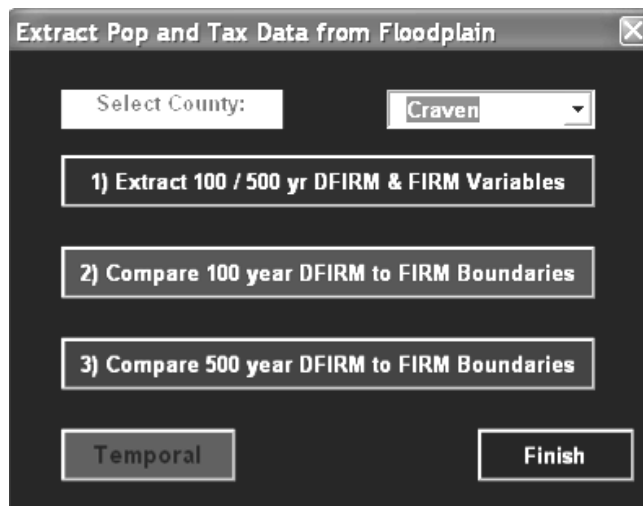 Extract Pop and Tax Data from Floodplain
Select County:
Craven
1) Extract 100 / 500 yr DFIRM & FIRM Variables
2) Compare 100 year DFIRM to FIRM Boundaries
3) Compare 500 year DFIRM to FIRM Boundaries
Temporal
Finish